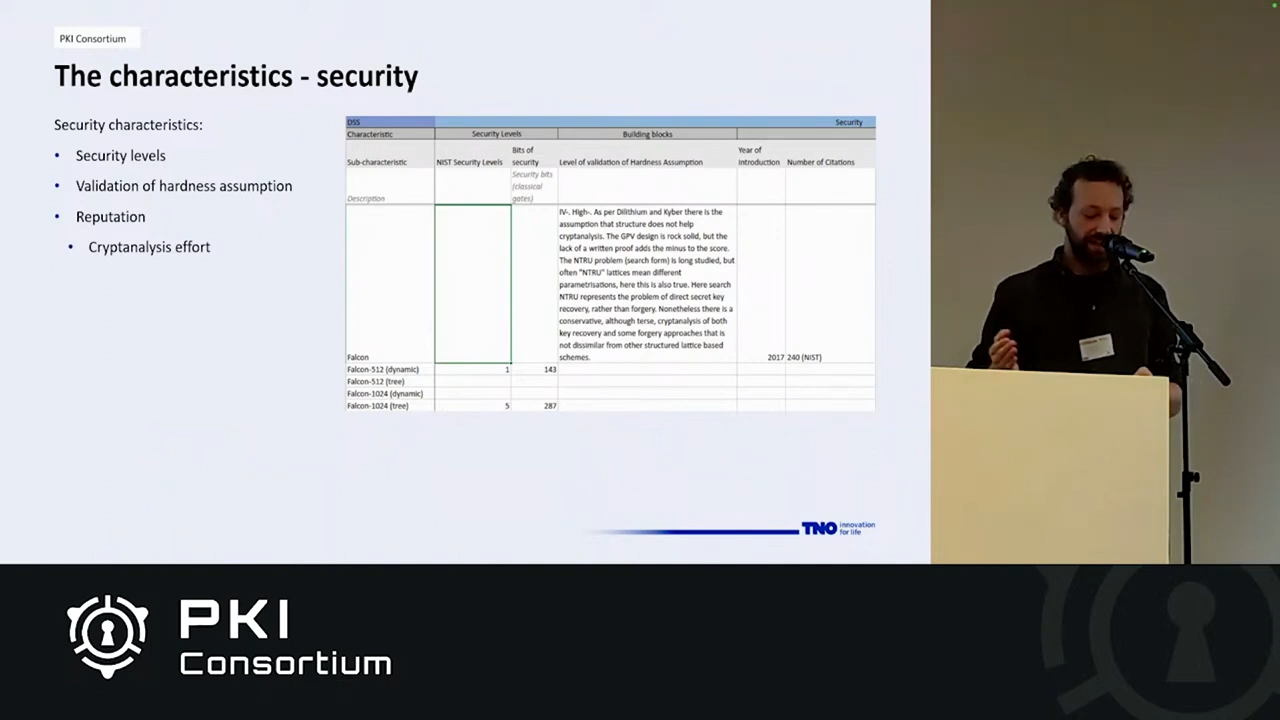 PKI Consortium
The characteristics - security
Security characteristics:
• Security levels
• Validation of hardness assumption
• Reputation
• Cryptanalysis effort
DSS Security
Characteristic Security Levels Building blocks
Sub-characteristic NIST Security Levels Bits of security Level of validation of Hardness Assumption Year of Introduction Number of Citations
Description Security bits (classical gates)
IV-. High-. As per Dilithium and Kyber there is the
assumption that structure does not help
cryptanalysis. The GPV design is rock solid, but the
lack of a written proof adds the minus to the score.
The NTRU problem (search form) is long studied, but
often "NTRU" lattices mean different
parametrisations, here this is also true. Here search
NTRU represents the problem of direct secret key
recovery, rather than forgery. Nonetheless there is a
conservative, although terse, cryptanalysis of both
key recovery and some forgery approaches that is
not dissimilar from other structured lattice based
Falcon schemes. 2017 240 (NIST)
Falcon-512 (dynamic) 1 143
Falcon-512 (tree)
Falcon-1024 (dynamic)
Falcon-1024 (tree) 5 287
TNO innovation
for life
PKI
Consortium